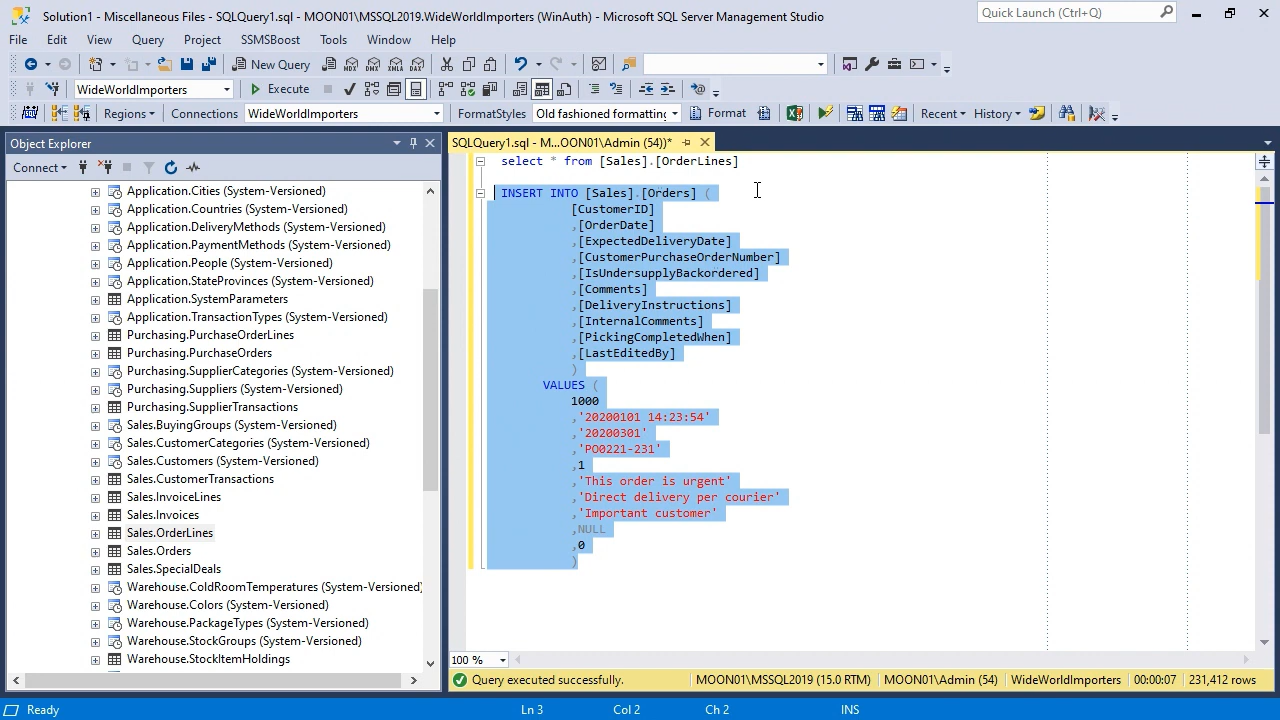 Solution1 - Miscellaneous Files - SQLQuery1.sql - MOON01\MSSQL2019.WideWorldImporters (WinAuth) - Microsoft SQL Server Management Studio
Quick Launch (Ctrl+Q)
File Edit View Query Project SSMSBoost Tools Window Help
New Query MDX DMX XMLA DAX
WideWorldImporters Execute
Regions Connections WideWorldImporters FormatStyles Old fashioned formatting Format Recent History
Object Explorer
SQLQuery1.sql - M...OON01\Admin (54))*
Connect
Application.Cities (System-Versioned)
Application.Countries (System-Versioned)
Application.DeliveryMethods (System-Versioned)
Application.PaymentMethods (System-Versioned)
Application.People (System-Versioned)
Application.StateProvinces (System-Versioned)
Application.SystemParameters
Application.TransactionTypes (System-Versioned)
Purchasing.PurchaseOrderLines
Purchasing.PurchaseOrders
Purchasing.SupplierCategories (System-Versioned)
Purchasing.Suppliers (System-Versioned)
Purchasing.SupplierTransactions
Sales.BuyingGroups (System-Versioned)
Sales.CustomerCategories (System-Versioned)
Sales.Customers (System-Versioned)
Sales.CustomerTransactions
Sales.InvoiceLines
Sales.Invoices
Sales.OrderLines
Sales.Orders
Sales.SpecialDeals
Warehouse.ColdRoomTemperatures (System-Versioned)
Warehouse.Colors (System-Versioned)
Warehouse.PackageTypes (System-Versioned)
Warehouse.StockGroups (System-Versioned)
Warehouse.StockItemHoldings
select * from [Sales].[OrderLines]
INSERT INTO [Sales].[Orders] (
[CustomerID]
,[OrderDate]
,[ExpectedDeliveryDate]
,[CustomerPurchaseOrderNumber]
,[IsUndersupplyBackordered]
,[Comments]
,[DeliveryInstructions]
,[InternalComments]
,[PickingCompletedWhen]
,[LastEditedBy]
)
VALUES (
1000
,'20200101 14:23:54'
,'20200301'
,'PO0221-231'
,1
,'This order is urgent'
,'Direct delivery per courier'
,'Important customer'
,NULL
,0
)
100 %
Query executed successfully. MOON01\MSSQL2019 (15.0 RTM) MOON01\Admin (54) WideWorldImporters 00:00:07 231,412 rows
Ready Ln 3 Col 2 Ch 2 INS